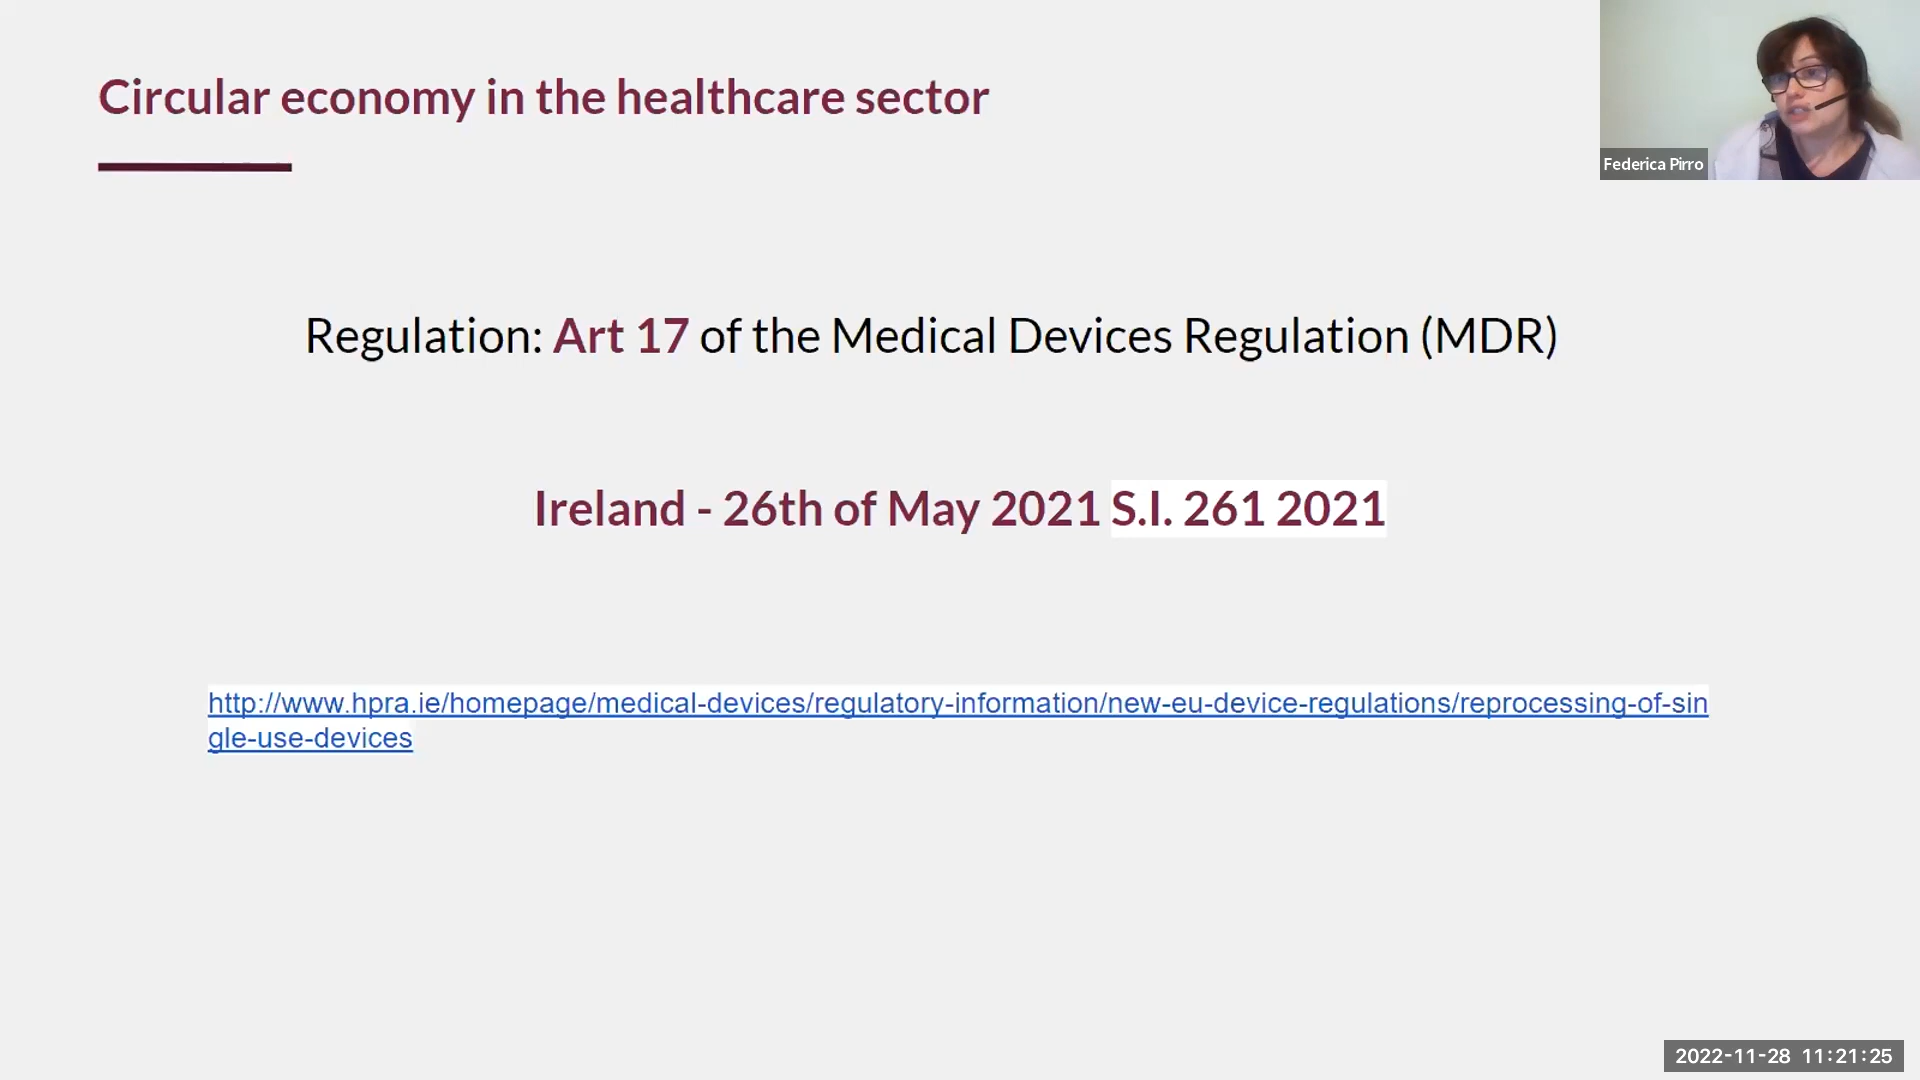 Circular economy in the healthcare sector
Federica Pirro
Regulation: Art 17 of the Medical Devices Regulation (MDR)
Ireland - 26th of May 2021 S.I. 261 2021
http://www.hpra.ie/homepage/medical-devices/regulatory-information/new-eu-device-regulations/reprocessing-of-sin
gle-use-devices
2022-11-28 11:21:25